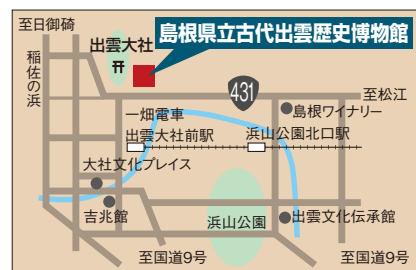 至日御碕
稲佐の浜
出雲大社
島根県立古代出雲歴史博物館
431
至松江
島根ワイナリー
一畑電車
出雲大社前駅
浜山公園北口駅
大社文化プレイス
吉兆館
浜山公園
出雲文化伝承館
至国道9号
至国道9号